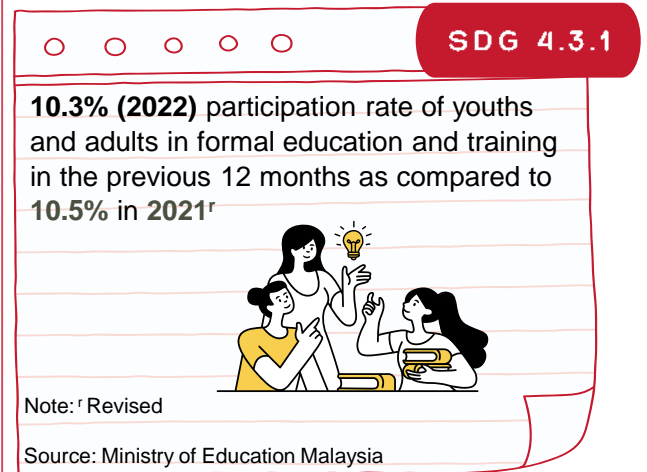 SDG 4.3.1
10.3% (2022) participation rate of youths
and adults in formal education and training
in the previous 12 months as compared to
10.5% in 2021ʳ
Note: ʳ Revised
Source: Ministry of Education Malaysia